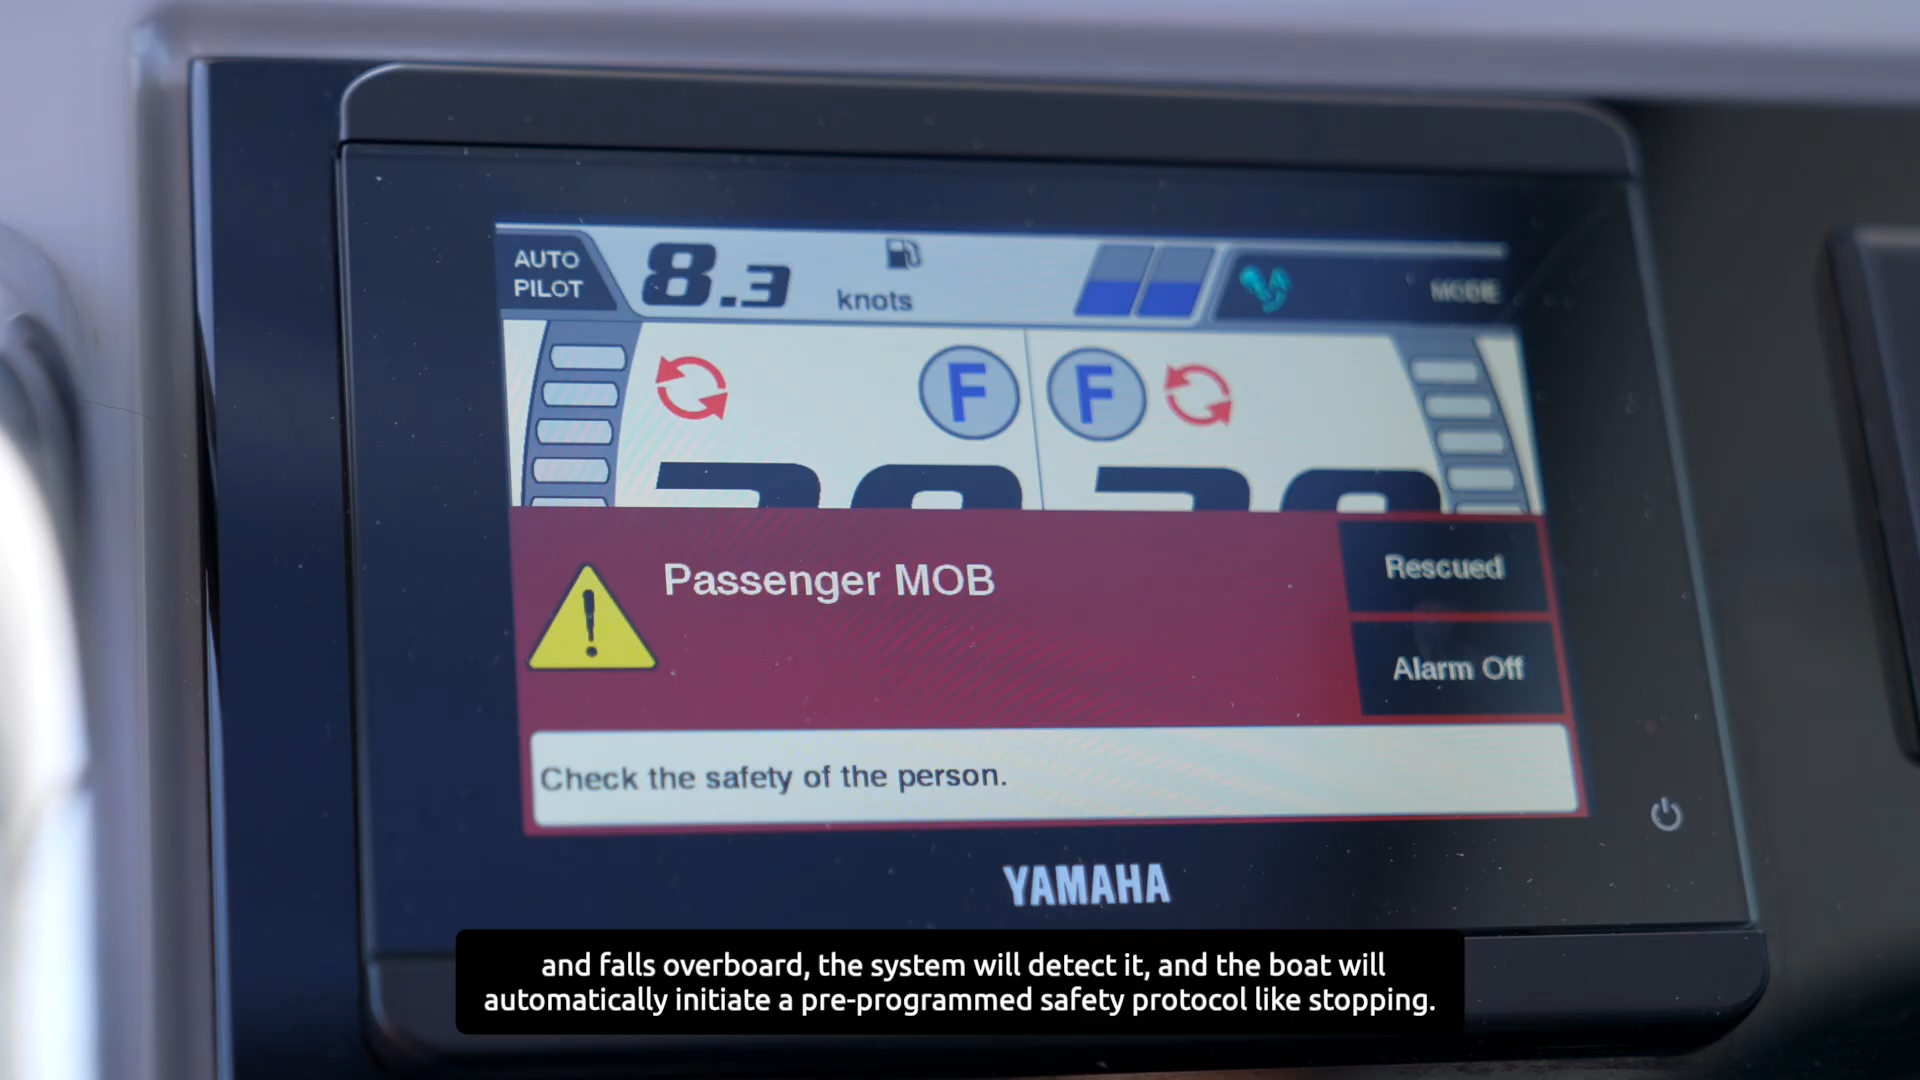 AUTO
PILOT
8.3
knots
MODE
F
F
Passenger MOB
Rescued
Alarm Off
Check the safety of the person.
YAMAHA
and falls overboard, the system will detect it, and the boat will
automatically initiate a pre-programmed safety protocol like stopping.